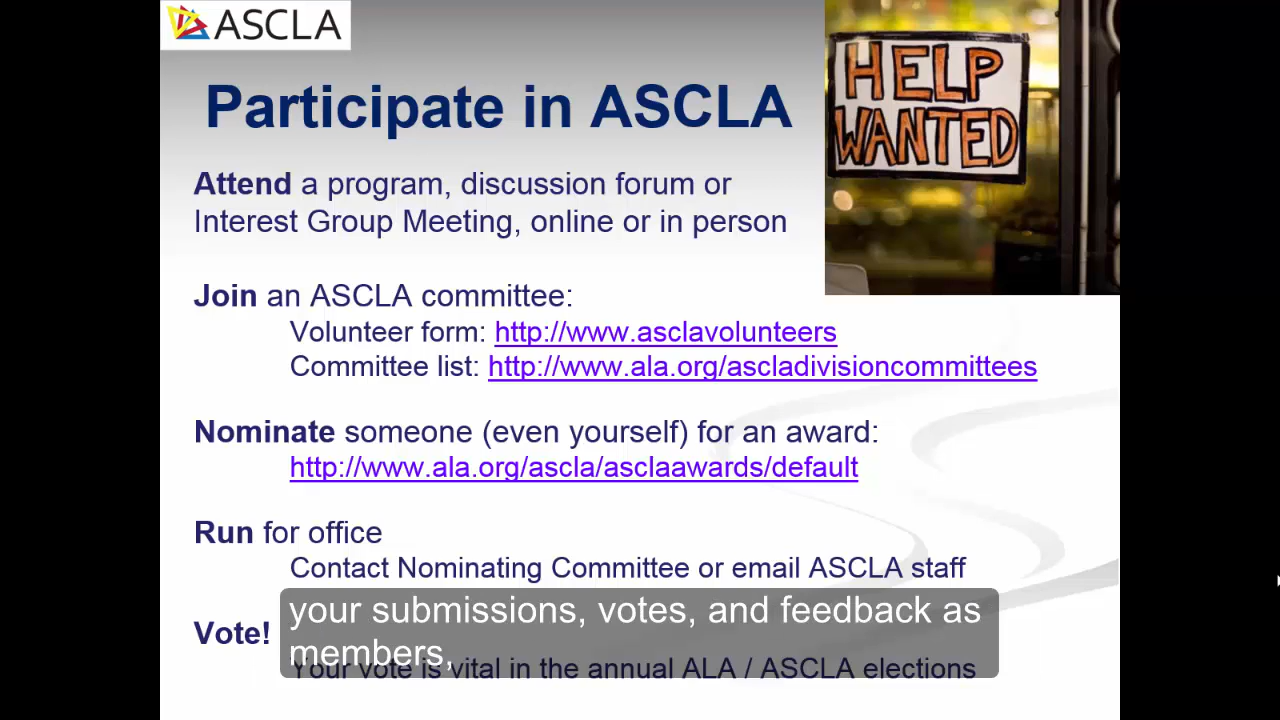 ASCLA
HELP
WANTED
Participate in ASCLA
Attend a program, discussion forum or
Interest Group Meeting, online or in person
Join an ASCLA committee:
Volunteer form: http://www.asclavolunteers
Committee list: http://www.ala.org/ascladivisioncommittees
Nominate someone (even yourself) for an award:
http://www.ala.org/ascla/asclaawards/default
Run for office
Contact Nominating Committee or email ASCLA staff
Vote!
Your vote is vital in the annual ALA / ASCLA elections
your submissions, votes, and feedback as
members,